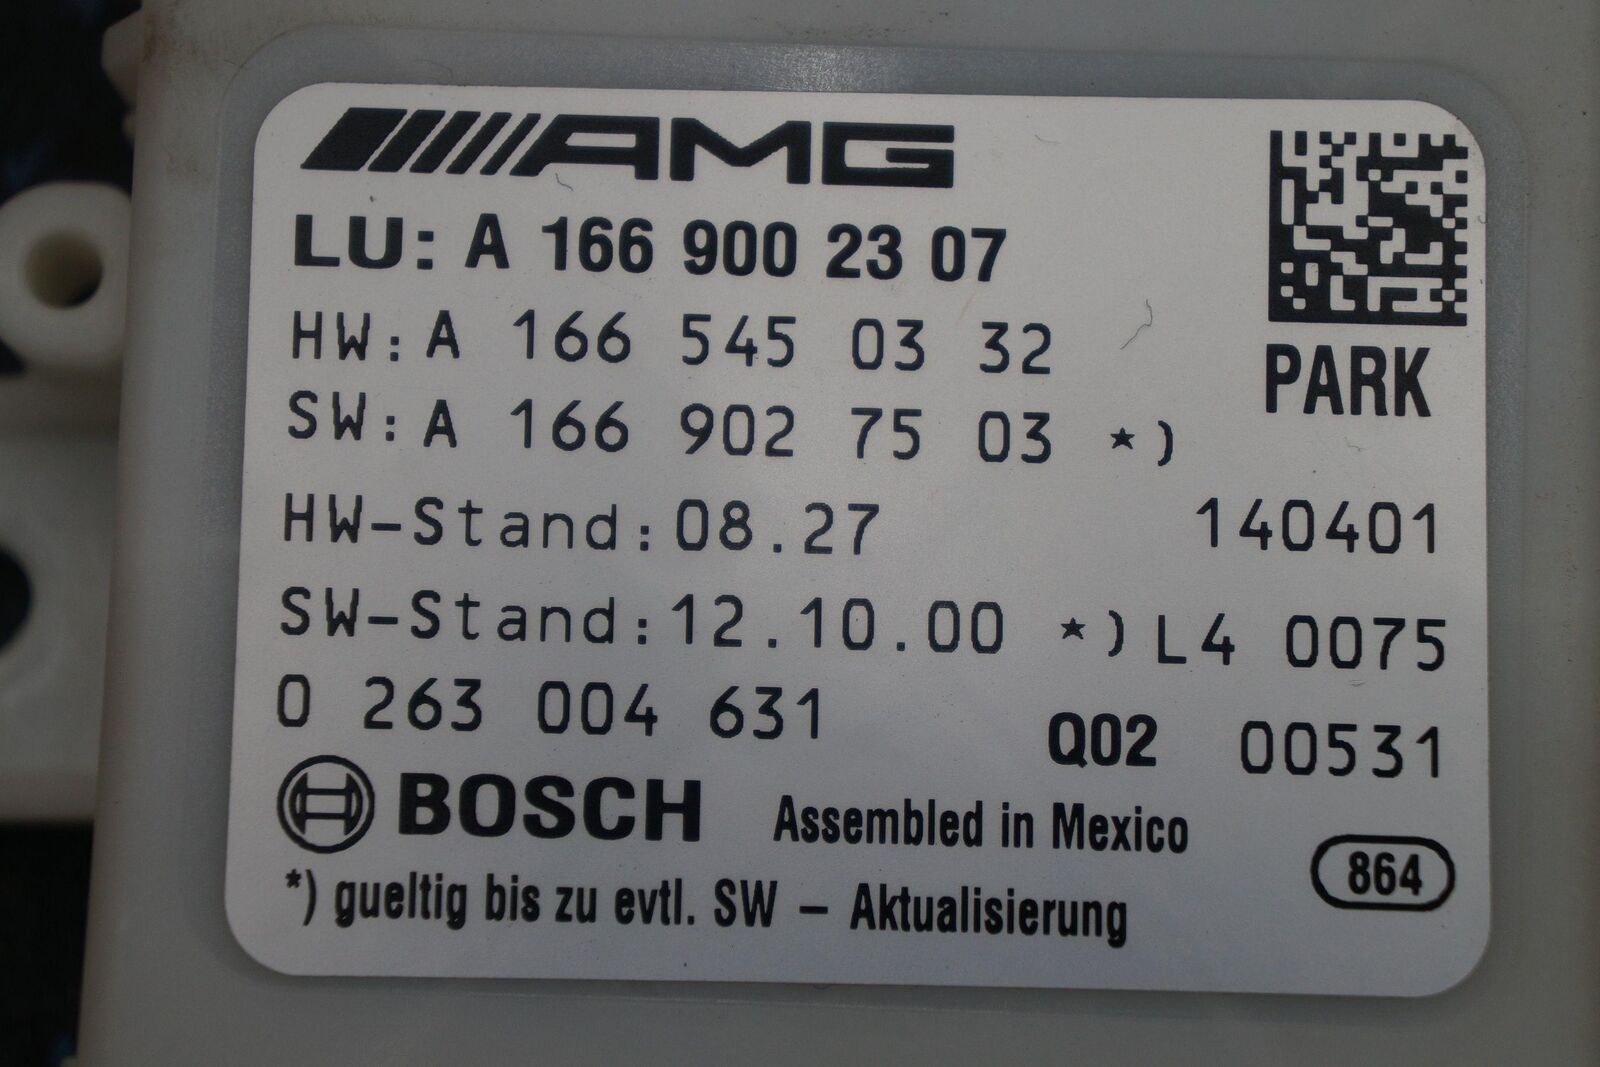 AMG
LU: A 166 900 23 07
HW: A 166 545 03 32
PARK
SW: A 166 902 75 03 *)
HW-Stand: 08.27 140401
SW-Stand: 12.10.00 *) L4 0075
0 263 004 631 Q02 00531
BOSCH Assembled in Mexico
864
*) gueltig bis zu evtl. SW – Aktualisierung